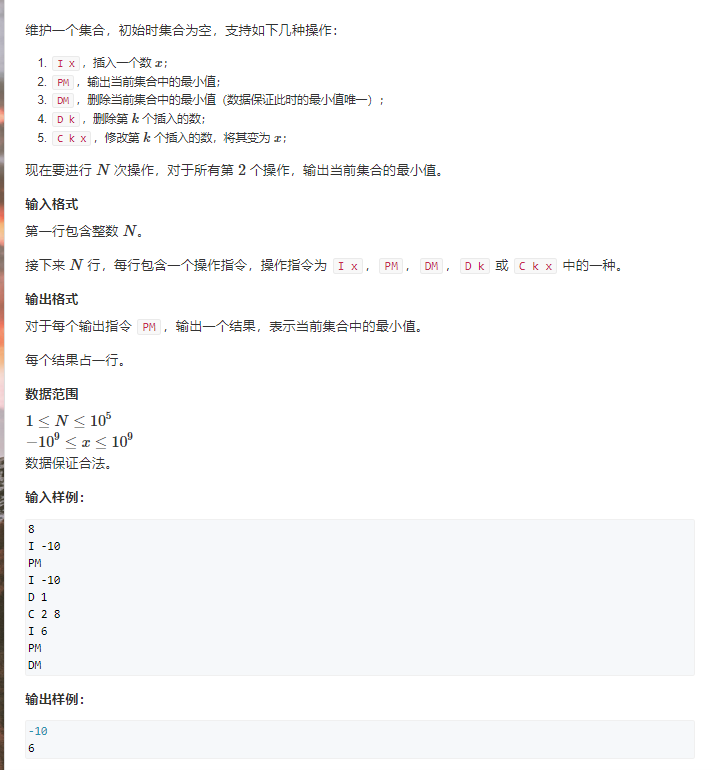 维护一个集合，初始时集合为空，支持如下几种操作：
1. I x，插入一个数 x；
2. PM，输出当前集合中的最小值；
3. DM，删除当前集合中的最小值（数据保证此时的最小值唯一）；
4. D k，删除第 k 个插入的数；
5. C k x，修改第 k 个插入的数，将其变为 x；
现在要进行 N 次操作，对于所有第 2 个操作，输出当前集合的最小值。
输入格式
第一行包含整数 N。
接下来 N 行，每行包含一个操作指令，操作指令为 I x，PM，DM，D k 或 C k x 中的一种。
输出格式
对于每个输出指令 PM，输出一个结果，表示当前集合中的最小值。
每个结果占一行。
数据范围
1 ≤ N ≤ 10^5
−10^9 ≤ x ≤ 10^9
数据保证合法。
输入样例：
8
I -10
PM
I -10
D 1
C 2 8
I 6
PM
DM
输出样例：
-10
6